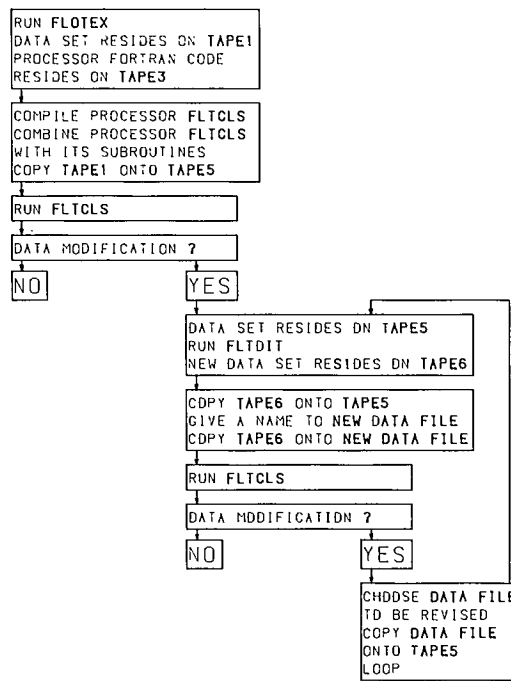 RUN FLOTEX
DATA SET RESIDES ON TAPE1
PROCESSOR FORTRAN CODE
RESIDES ON TAPE3
COMPILE PROCESSOR FLTCLS
COMBINE PROCESSOR FLTCLS
WITH ITS SUBROUTINES
COPY TAPE1 ONTO TAPE5
RUN FLTCLS
DATA MODIFICATION ?
NO
YES
DATA SET RESIDES ON TAPE5
RUN FLTDIT
NEW DATA SET RESIDES ON TAPE6
COPY TAPE6 ONTO TAPE5
GIVE A NAME TO NEW DATA FILE
COPY TAPE6 ONTO NEW DATA FILE
RUN FLTCLS
DATA MODIFICATION ?
NO
YES
CHOOSE DATA FILE
TO BE REVISED
COPY DATA FILE
ONTO TAPE5
LOOP